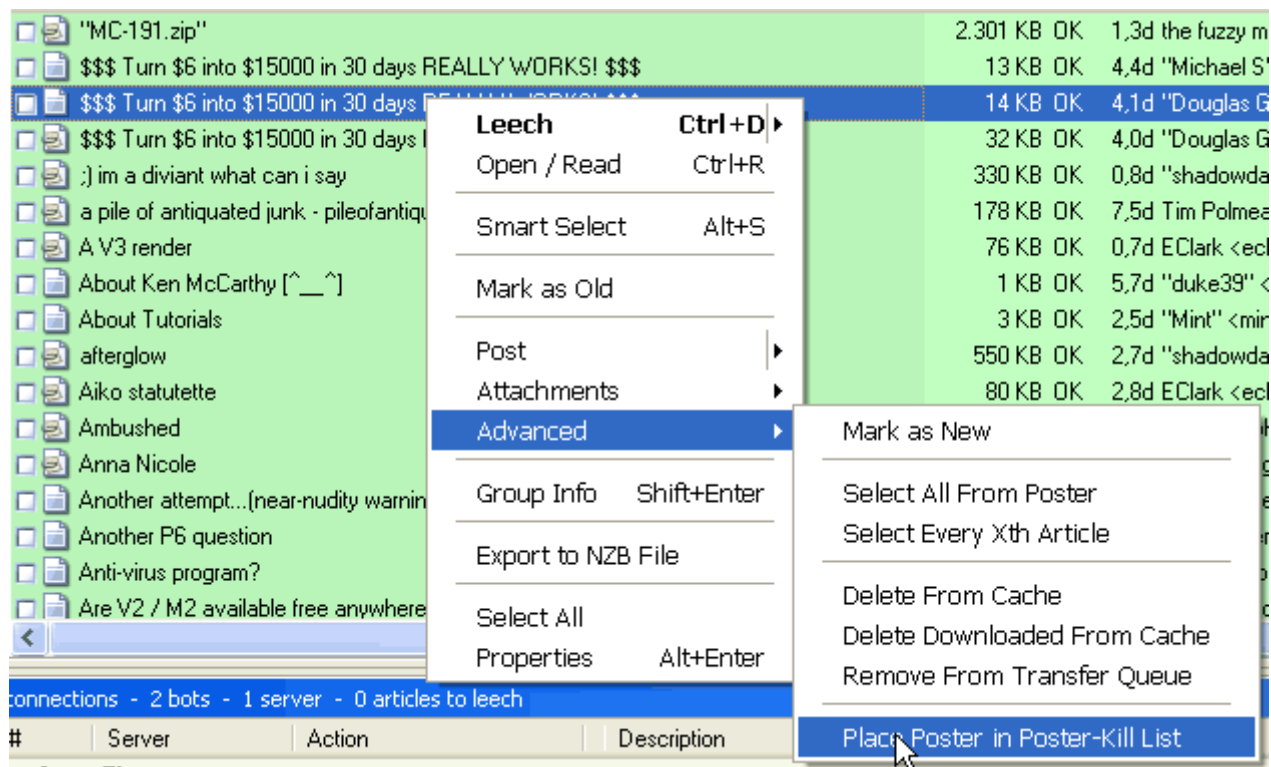 "MC-191.zip" 2.301 KB OK 1,3d the fuzzy m
$$$ Turn $6 into $15000 in 30 days REALLY WORKS! $$$ 13 KB OK 4,4d "Michael S"
$$$ Turn $6 into $15000 in 30 days 14 KB OK 4,1d "Douglas G
$$$ Turn $6 into $15000 in 30 days 32 KB OK 4,0d "Douglas G
;) im a diviant what can i say 330 KB OK 0,8d "shadowda
a pile of antiquated junk - pileofantiqu 178 KB OK 7,5d Tim Polmea
A V3 render 76 KB OK 0,7d EClark <ecl
About Ken McCarthy [^__^] 1 KB OK 5,7d "duke39" <
About Tutorials 3 KB OK 2,5d "Mint" <min
afterglow 550 KB OK 2,7d "shadowda
Aiko statutette 80 KB OK 2,8d EClark <ecl
Ambushed
Anna Nicole
Another attempt...(near-nudity warnin
Another P6 question
Anti-virus program?
Are V2 / M2 available free anywhere
Leech Ctrl+D
Open / Read Ctrl+R
Smart Select Alt+S
Mark as Old
Post
Attachments
Advanced
Group Info Shift+Enter
Export to NZB File
Select All
Properties Alt+Enter
Mark as New
Select All From Poster
Select Every Xth Article
Delete From Cache
Delete Downloaded From Cache
Remove From Transfer Queue
Place Poster in Poster-Kill List
onnections - 2 bots - 1 server - 0 articles to leech
# Server Action Description